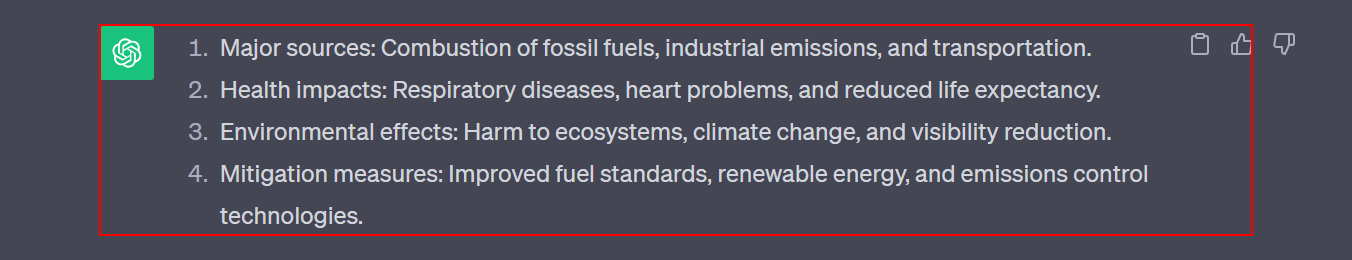 1. Major sources: Combustion of fossil fuels, industrial emissions, and transportation.
2. Health impacts: Respiratory diseases, heart problems, and reduced life expectancy.
3. Environmental effects: Harm to ecosystems, climate change, and visibility reduction.
4. Mitigation measures: Improved fuel standards, renewable energy, and emissions control
technologies.